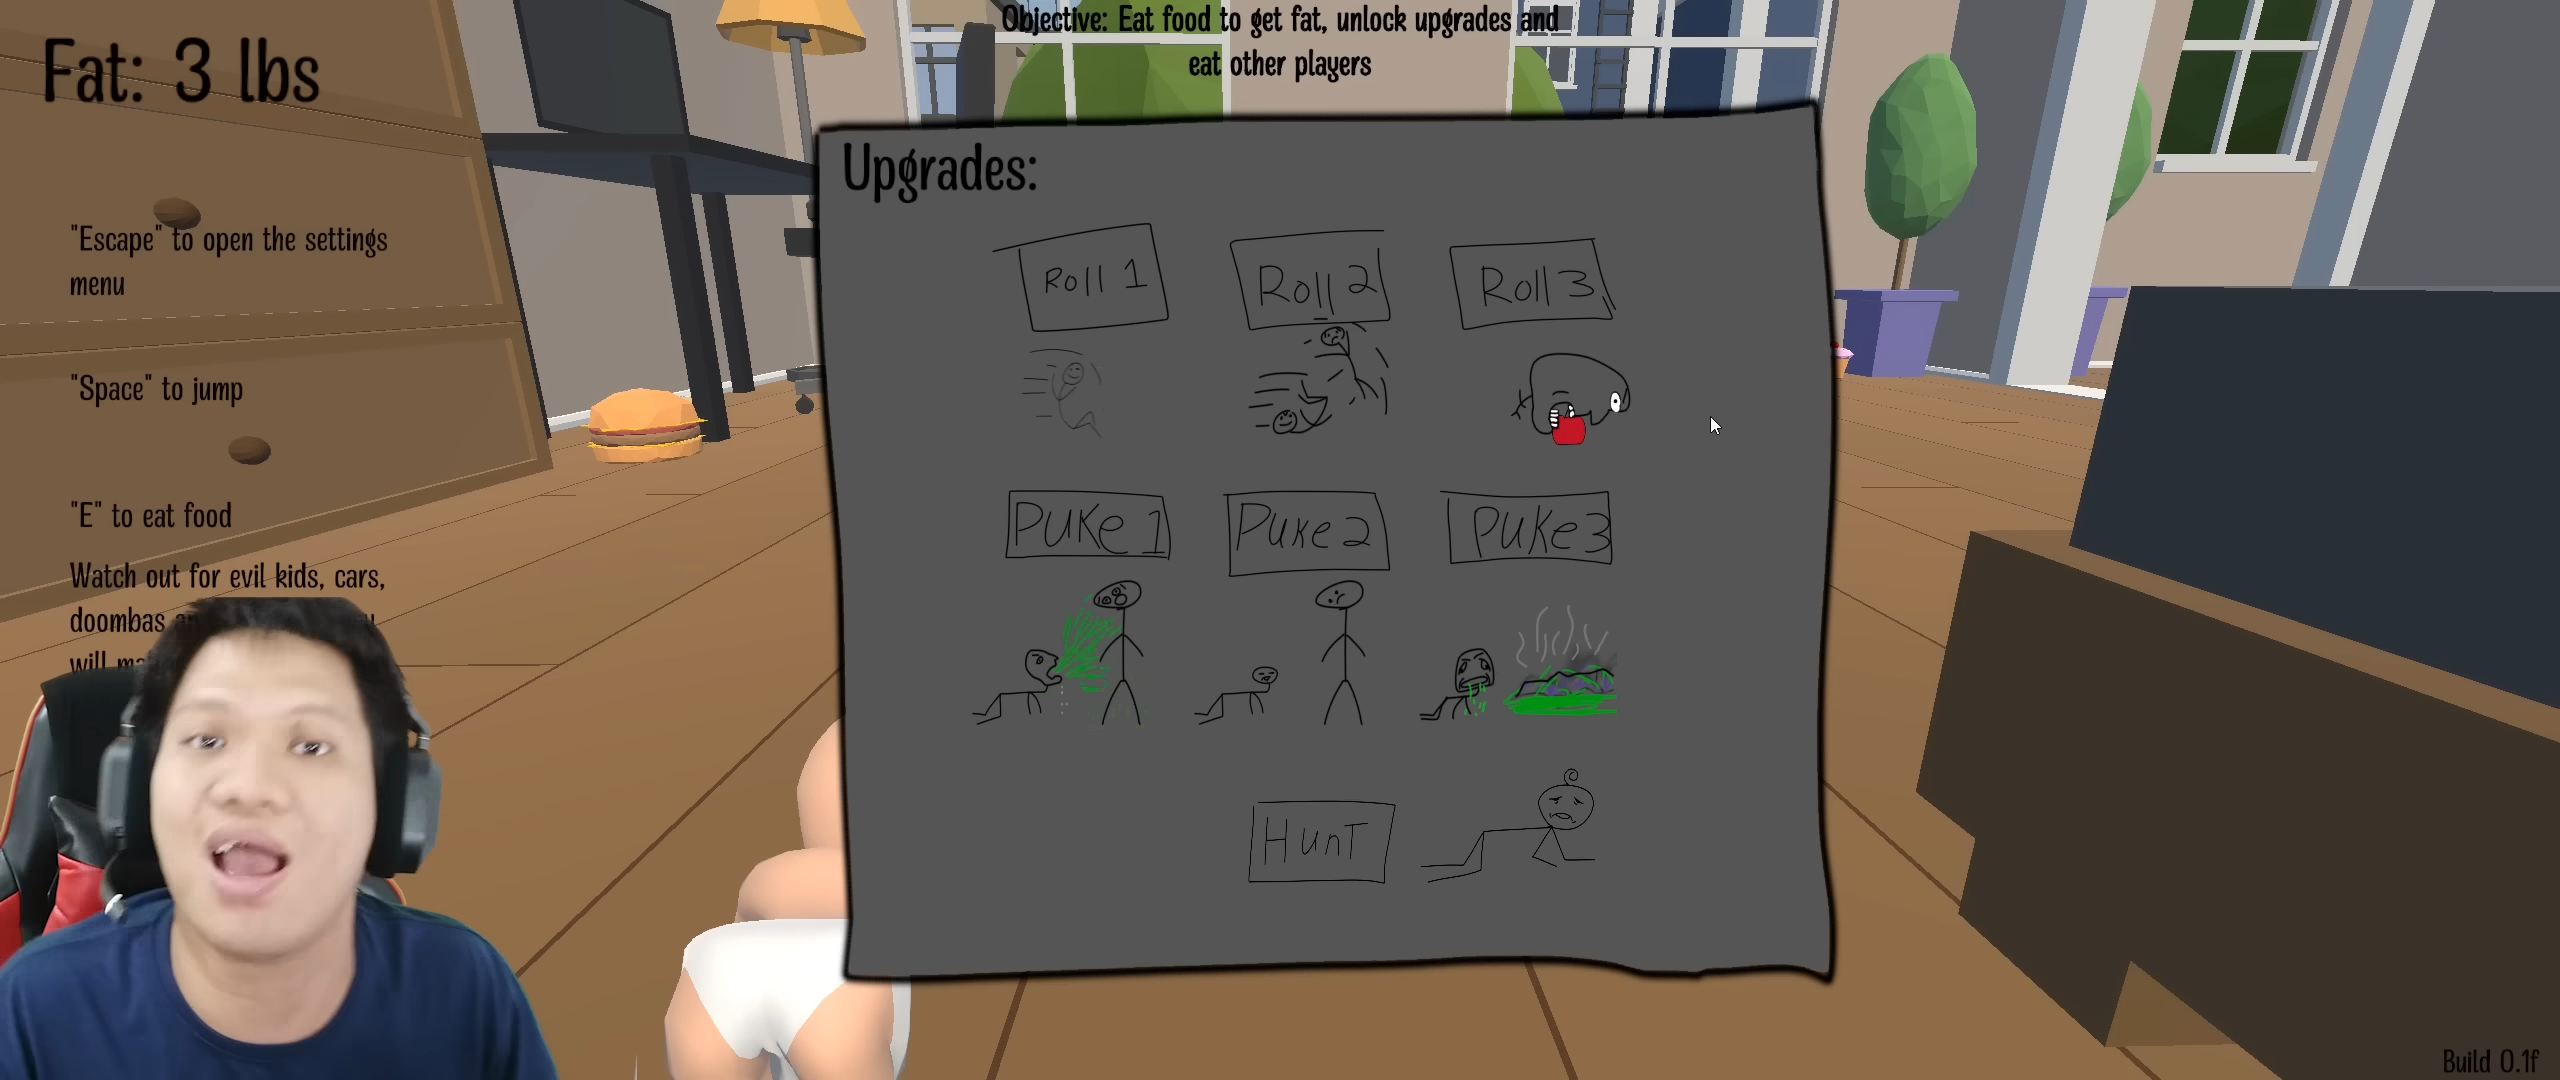 Objective: Eat food to get fat, unlock upgrades and
eat other players
Fat: 3 lbs
"Escape" to open the settings
menu
"Space" to jump
"E" to eat food
Watch out for evil kids, cars,
doombas
will
Upgrades:
Roll 1
Roll 2
Roll 3
Puke 1
Puke 2
Puke 3
Hunt
Build 0.1f